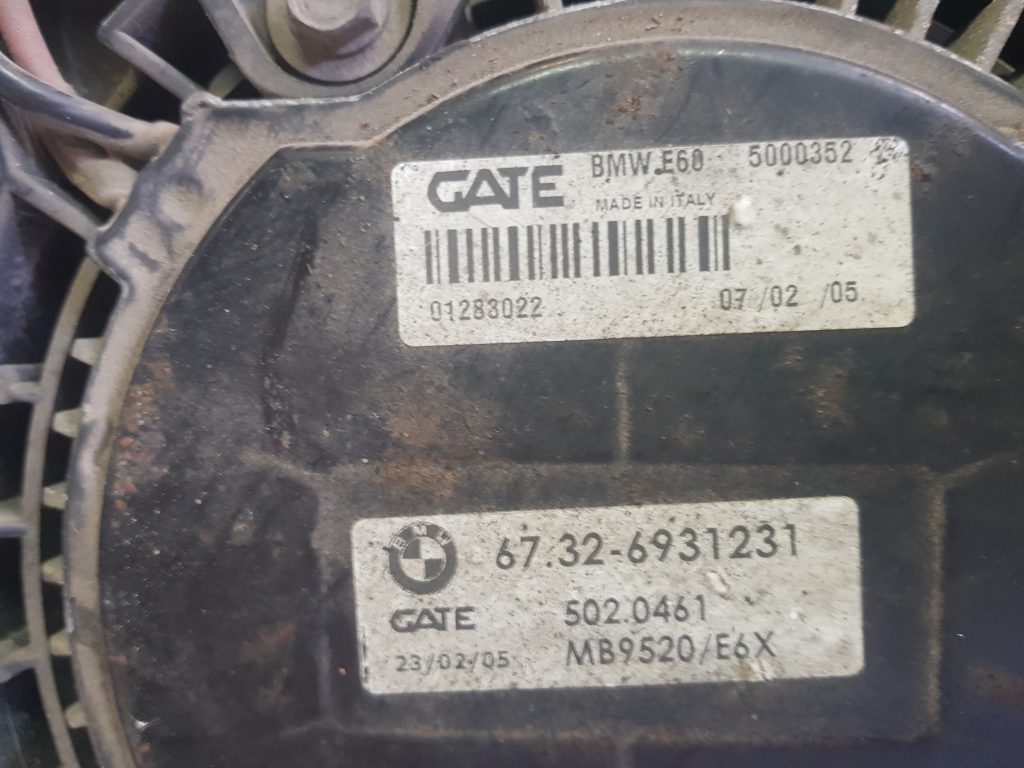 GATE BMW E60 5000352
MADE IN ITALY
01283022 07/02/05
BMW 67.32-6931231
GATE 502.0461
23/02/05 MB9520/E6X